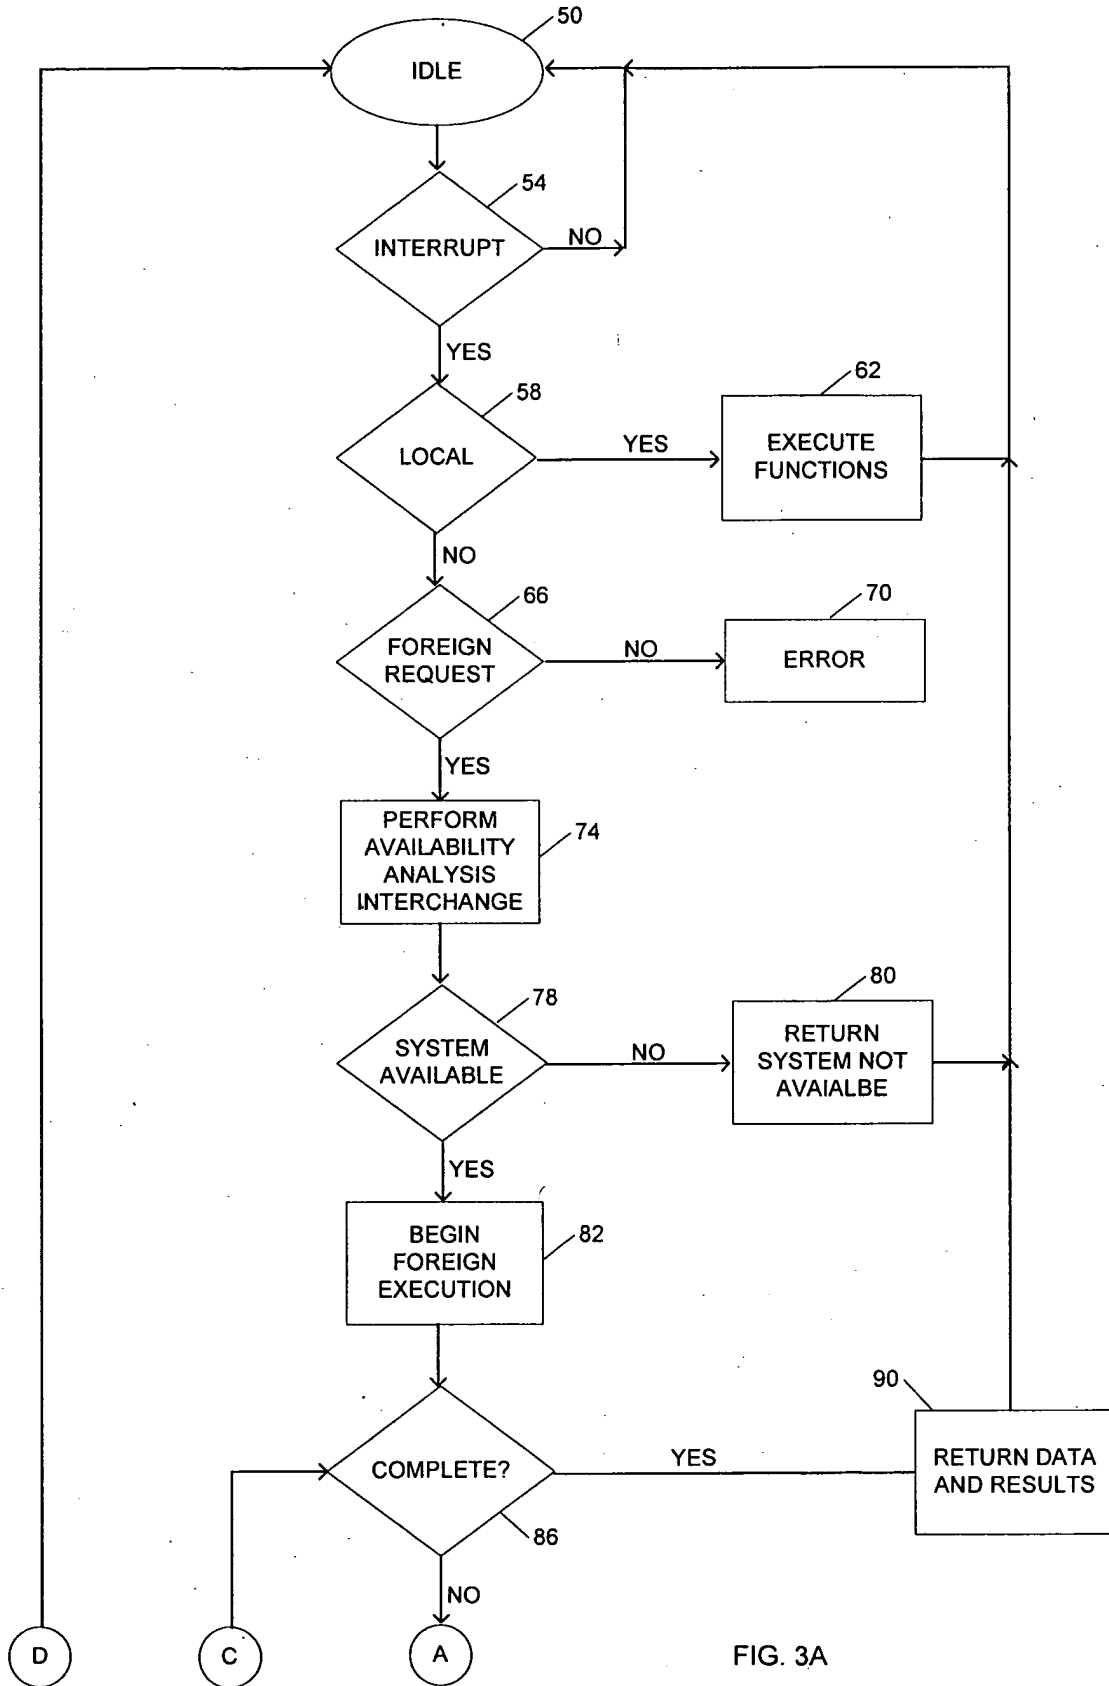 50
IDLE
54
INTERRUPT
NO
YES
58
LOCAL
YES
62
EXECUTE
FUNCTIONS
NO
66
FOREIGN
REQUEST
NO
70
ERROR
YES
PERFORM
AVAILABILITY
ANALYSIS
INTERCHANGE
74
78
SYSTEM
AVAILABLE
NO
80
RETURN
SYSTEM NOT
AVAIALBE
YES
BEGIN
FOREIGN
EXECUTION
82
COMPLETE?
86
YES
90
RETURN DATA
AND RESULTS
NO
D
C
A
FIG. 3A